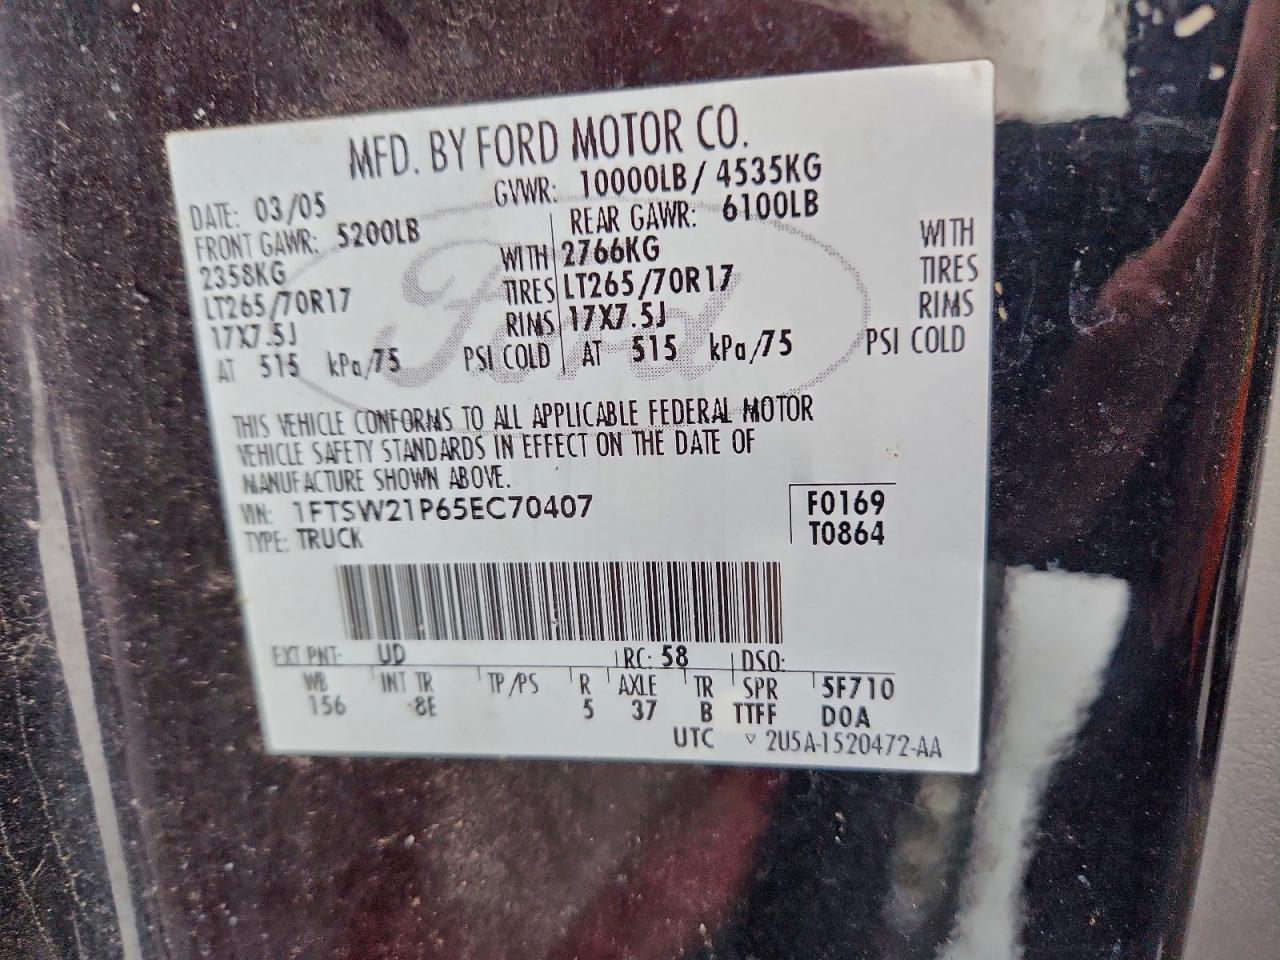 MFD. BY FORD MOTOR CO.
DATE: 03/05 GVWR: 10000LB/ 4535KG
FRONT GAWR: 5200LB REAR GAWR: 6100LB
2358KG WITH 2766KG WITH
LT265/70R17 TIRES LT265/70R17 TIRES
17X7.5J RIMS 17X7.5J RIMS
AT 515 kPa/75 PSI COLD AT 515 kPa/75 PSI COLD
Ford
THIS VEHICLE CONFORMS TO ALL APPLICABLE FEDERAL MOTOR
VEHICLE SAFETY STANDARDS IN EFFECT ON THE DATE OF
MANUFACTURE SHOWN ABOVE.
VIN: 1FTSW21P65EC70407 F0169
TYPE: TRUCK T0864
EXT PNT: UD RC: 58 DSO:
WB INT TR TP/PS R AXLE TR SPR 5F710
156 8E 5 37 B TTFF DOA
UTC ▽ 2U5A-1520472-AA